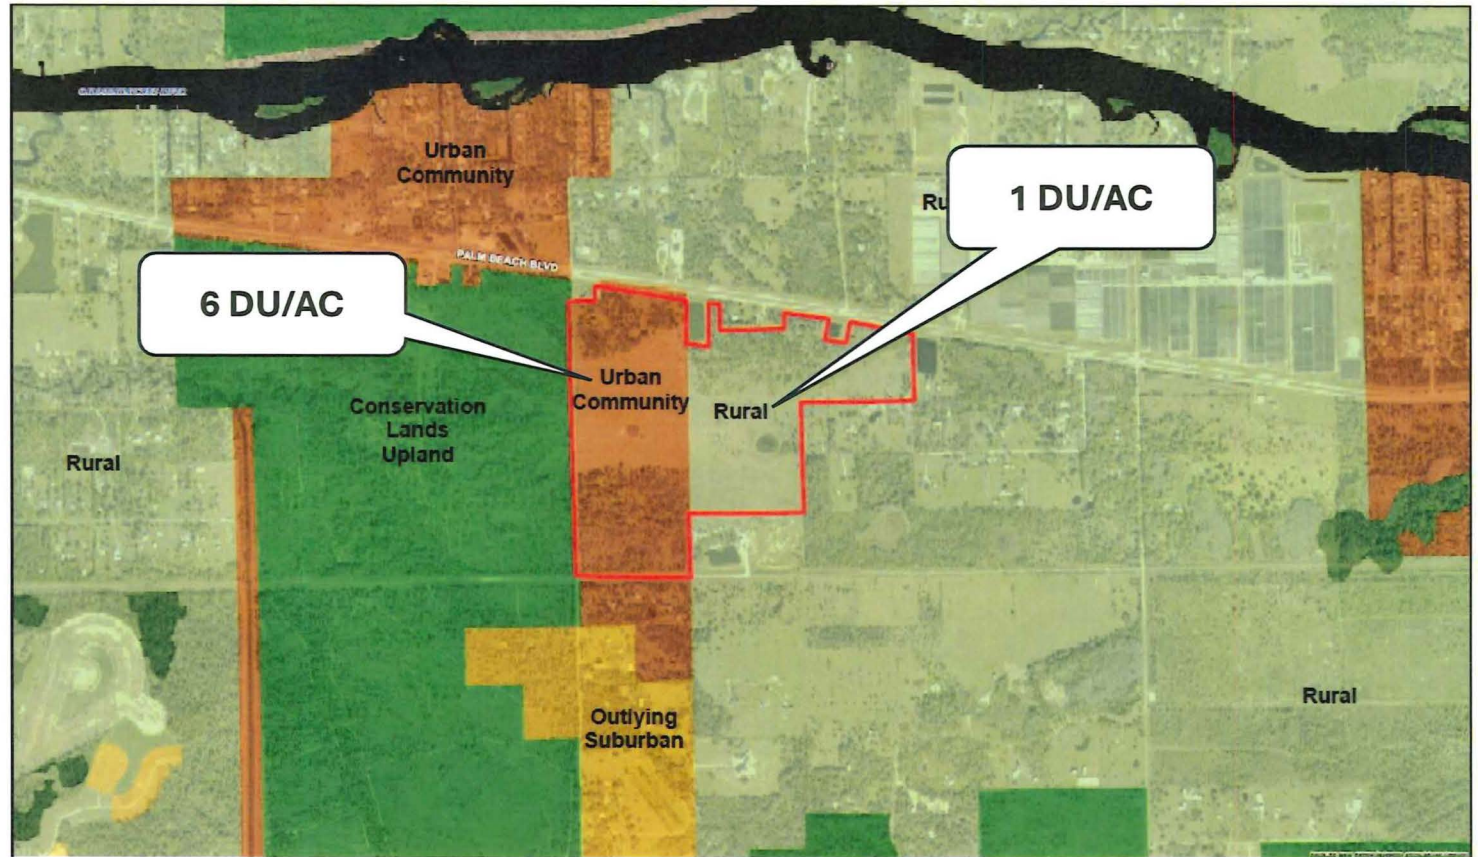 Urban
Community
Ru
1 DU/AC
PALM BEACH BLVD
6 DU/AC
Urban
Community
Rural
Conservation
Lands
Upland
Rural
Rural
Outlying
Suburban